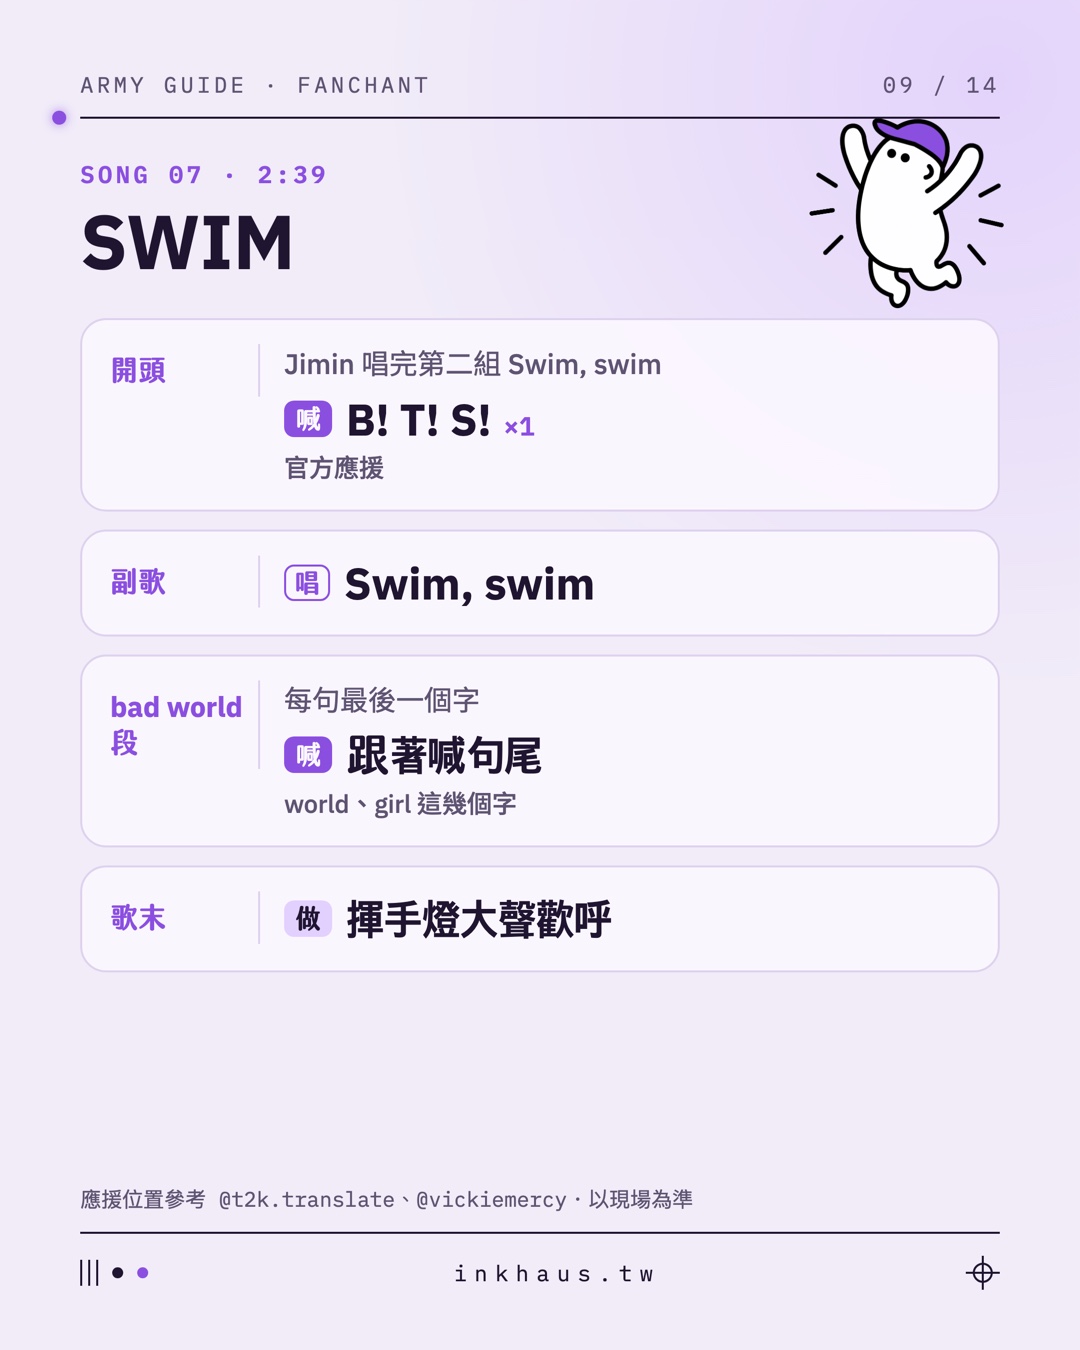 ARMY GUIDE · FANCHANT
09 / 14
SONG 07 · 2:39
SWIM
開頭
Jimin 唱完第二組 Swim, swim
喊 B! T! S! ×1
官方應援
副歌
唱 Swim, swim
bad world
段
每句最後一個字
喊 跟著喊句尾
world、girl 這幾個字
歌末
做 揮手燈大聲歡呼
應援位置參考 @t2k.translate、@vickiemercy · 以現場為準
inkhaus.tw